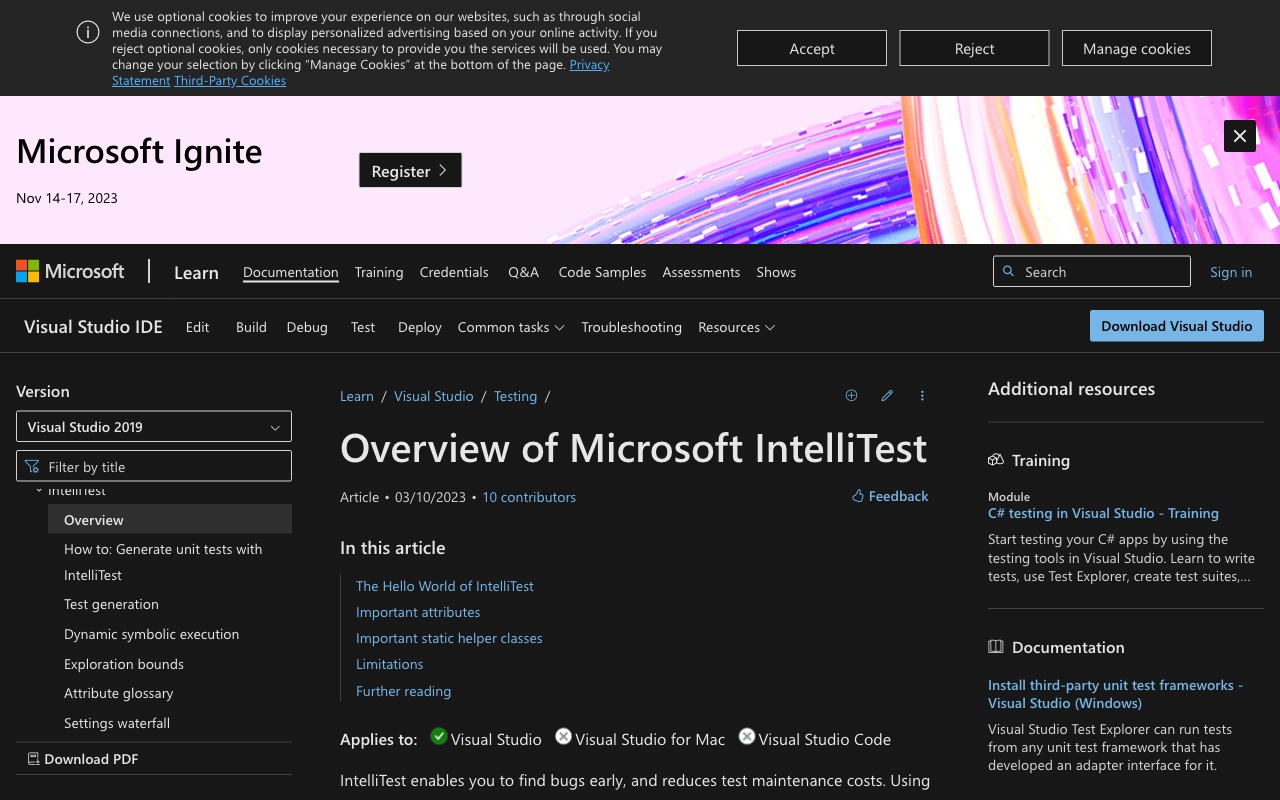 We use optional cookies to improve your experience on our websites, such as through social
media connections, and to display personalized advertising based on your online activity. If you
reject optional cookies, only cookies necessary to provide you the services will be used. You may
change your selection by clicking “Manage Cookies” at the bottom of the page. Privacy
Statement Third-Party Cookies
Accept
Reject
Manage cookies
Microsoft Ignite
Nov 14-17, 2023
Register
Microsoft
Learn
Documentation
Training
Credentials
Q&A
Code Samples
Assessments
Shows
Search
Sign in
Visual Studio IDE
Edit
Build
Debug
Test
Deploy
Common tasks
Troubleshooting
Resources
Download Visual Studio
Version
Visual Studio 2019
Filter by title
IntelliTest
Overview
How to: Generate unit tests with
IntelliTest
Test generation
Dynamic symbolic execution
Exploration bounds
Attribute glossary
Settings waterfall
Download PDF
Learn / Visual Studio / Testing /
Overview of Microsoft IntelliTest
Article • 03/10/2023 • 10 contributors
Feedback
In this article
The Hello World of IntelliTest
Important attributes
Important static helper classes
Limitations
Further reading
Applies to: Visual Studio Visual Studio for Mac Visual Studio Code
IntelliTest enables you to find bugs early, and reduces test maintenance costs. Using
Additional resources
Training
Module
C# testing in Visual Studio - Training
Start testing your C# apps by using the
testing tools in Visual Studio. Learn to write
tests, use Test Explorer, create test suites,…
Documentation
Install third-party unit test frameworks -
Visual Studio (Windows)
Visual Studio Test Explorer can run tests
from any unit test framework that has
developed an adapter interface for it.